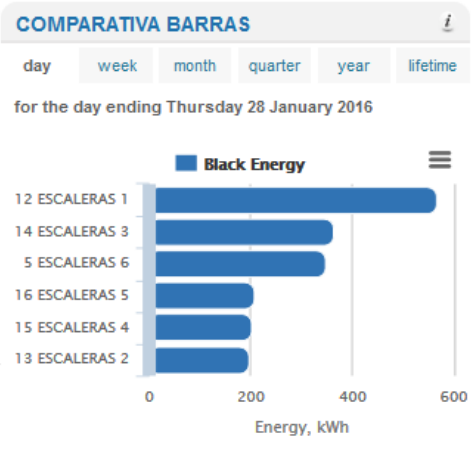 COMPARATIVA BARRAS i
day week month quarter year lifetime
for the day ending Thursday 28 January 2016
Black Energy
12 ESCALERAS 1
14 ESCALERAS 3
5 ESCALERAS 6
16 ESCALERAS 5
15 ESCALERAS 4
13 ESCALERAS 2
0 200 400 600
Energy, kWh